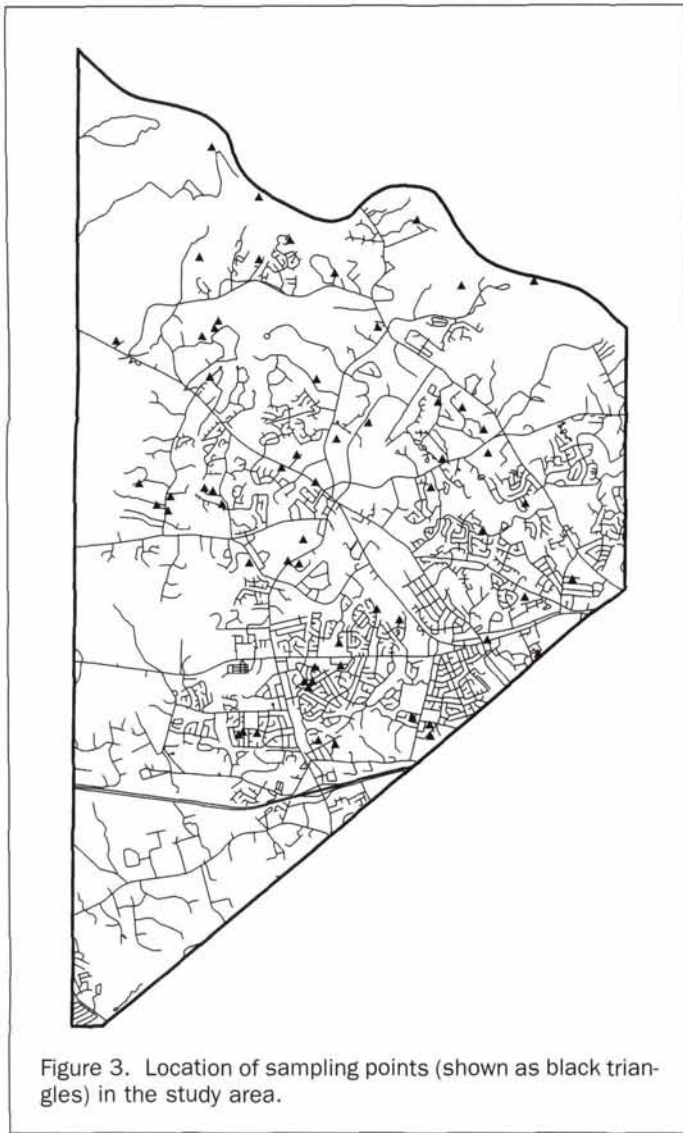 Figure 3. Location of sampling points (shown as black trian-
gles) in the study area.